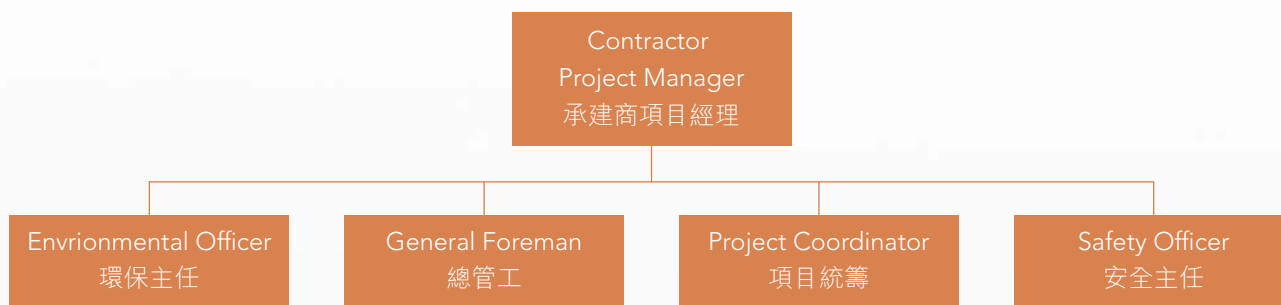 Contractor
Project Manager
承建商項目經理
Envrionmental Officer
環保主任
General Foreman
總管工
Project Coordinator
項目統籌
Safety Officer
安全主任